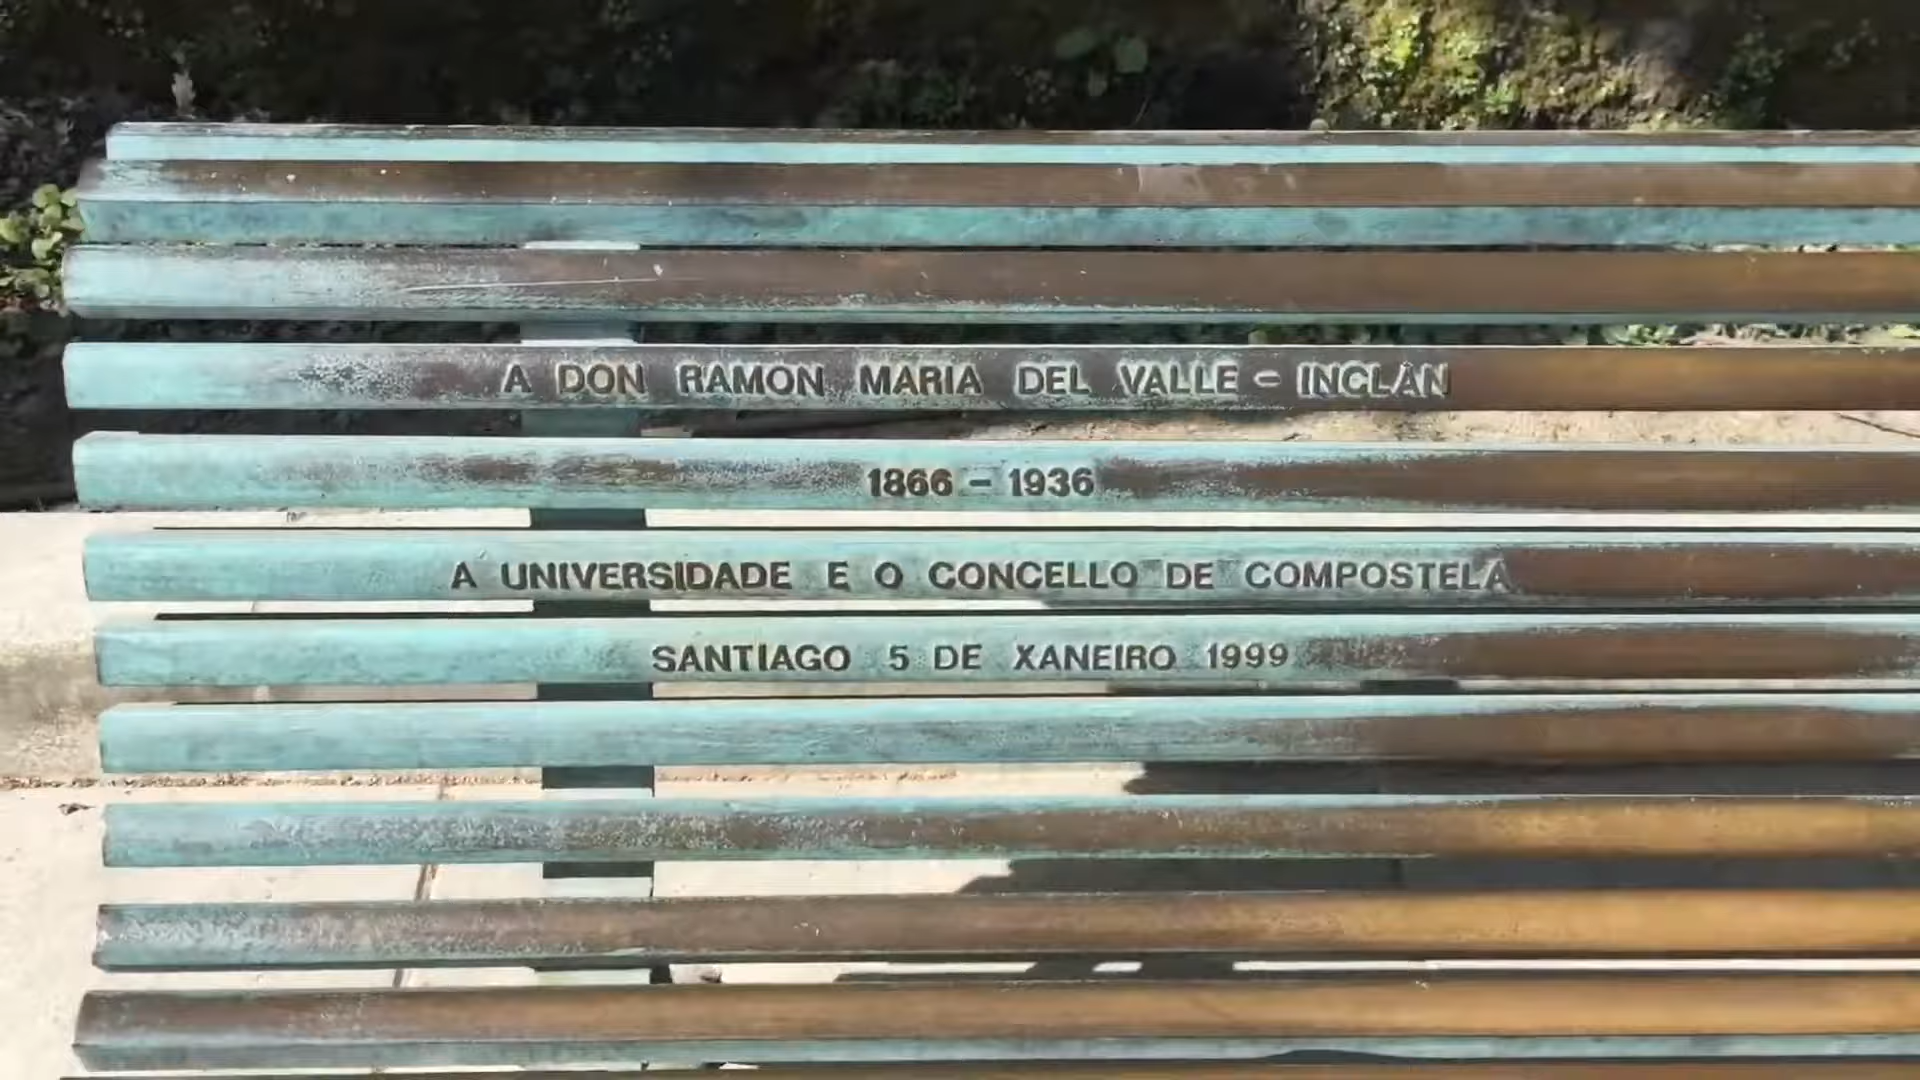 A DON RAMON MARIA DEL VALLE - INCLÁN
1866 - 1936
A UNIVERSIDADE E O CONCELLO DE COMPOSTELA
SANTIAGO 5 DE XANEIRO 1999